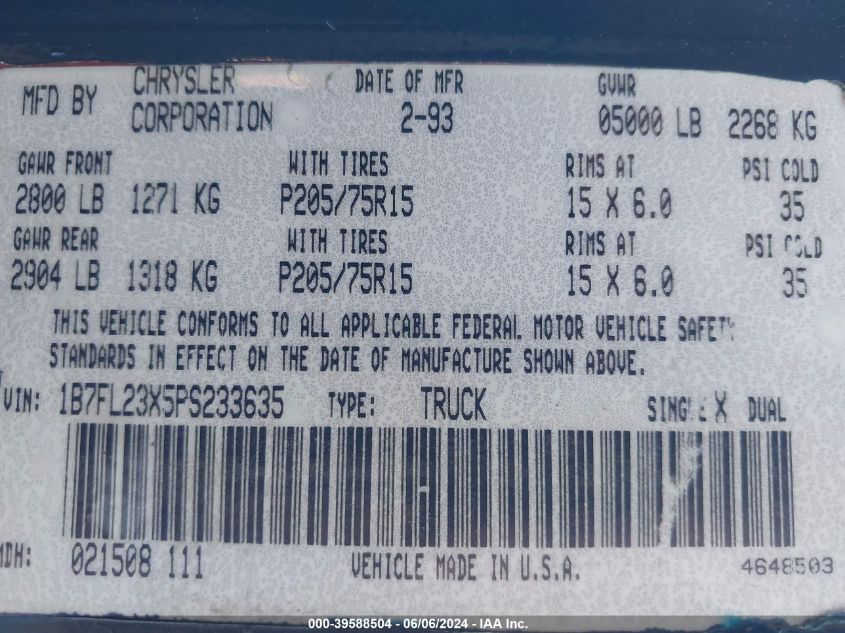 MFD BY CHRYSLER CORPORATION DATE OF MFR 2-93 GVWR 05000 LB 2268 KG
GAWR FRONT WITH TIRES RIMS AT PSI COLD
2800 LB 1271 KG P205/75R15 15 X 6.0 35
GAWR REAR WITH TIRES RIMS AT PSI COLD
2904 LB 1318 KG P205/75R15 15 X 6.0 35
THIS VEHICLE CONFORMS TO ALL APPLICABLE FEDERAL MOTOR VEHICLE SAFETY
STANDARDS IN EFFECT ON THE DATE OF MANUFACTURE SHOWN ABOVE.
VIN: 1B7FL23X5PS233635 TYPE: TRUCK SINGLE X DUAL
MDH: 021508 111 VEHICLE MADE IN U.S.A. 4648503
000-39588504 - 06/06/2024 - IAA Inc.